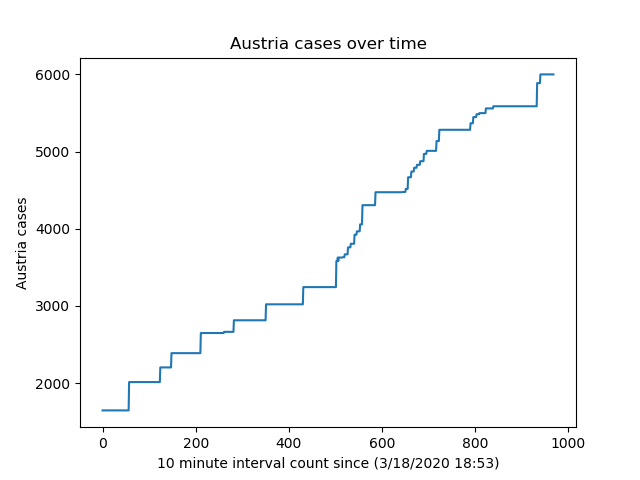 Austria cases over time
6000
5000
4000
3000
2000
Austria cases
0 200 400 600 800 1000
10 minute interval count since (3/18/2020 18:53)